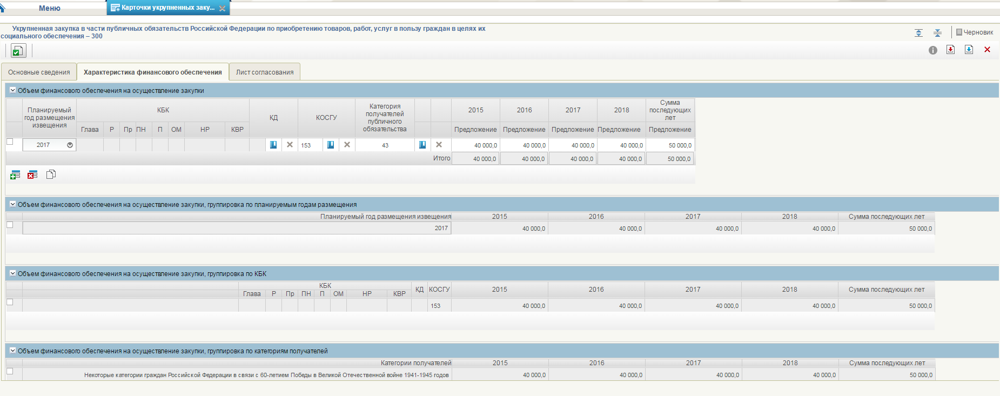 Меню
Карточки укрупненных заку...
Укрупненная закупка в части публичных обязательств Российской Федерации по приобретению товаров, работ, услуг в пользу граждан в целях их
социального обеспечения – 300
Черновик
Основные сведения
Характеристика финансового обеспечения
Лист согласования
Объем финансового обеспечения на осуществление закупки
Планируемый
год размещения
извещения
КБК
КД
КОСГУ
Категория
получателей
публичного
обязательства
2015 2016 2017 2018
Сумма
последующих
лет
Глава Р Пр ПН П ОМ НР КВР
Предложение Предложение Предложение Предложение Предложение
2017 153 43 40 000,0 40 000,0 40 000,0 40 000,0 50 000,0
Итого 40 000,0 40 000,0 40 000,0 40 000,0 50 000,0
Объем финансового обеспечения на осуществление закупки, группировка по планируемым годам размещения
Планируемый год размещения извещения 2015 2016 2017 2018 Сумма последующих лет
2017 40 000,0 40 000,0 40 000,0 40 000,0 50 000,0
Объем финансового обеспечения на осуществление закупки, группировка по КБК
КБК КД КОСГУ 2015 2016 2017 2018 Сумма последующих лет
Глава Р Пр ПН П ОМ НР КВР
153 40 000,0 40 000,0 40 000,0 40 000,0 50 000,0
Объем финансового обеспечения на осуществление закупки, группировка по категориям получателей
Категории получателей 2015 2016 2017 2018 Сумма последующих лет
Некоторые категории граждан Российской Федерации в связи с 60-летием Победы в Великой Отечественной войне 1941-1945 годов 40 000,0 40 000,0 40 000,0 40 000,0 50 000,0